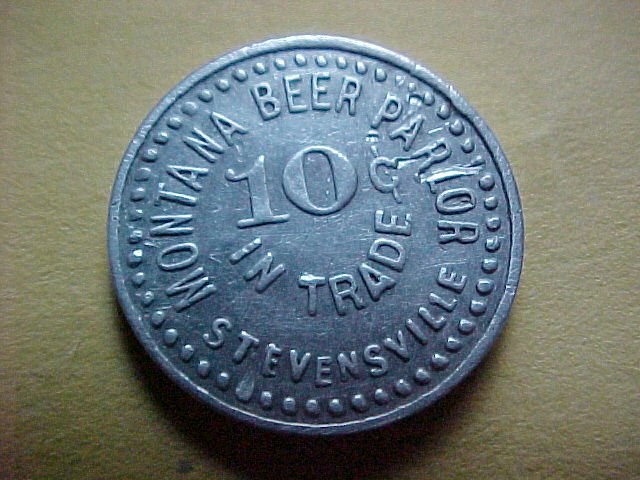 MONTANA BEER PARLOR
10¢
IN TRADE
STEVENSVILLE